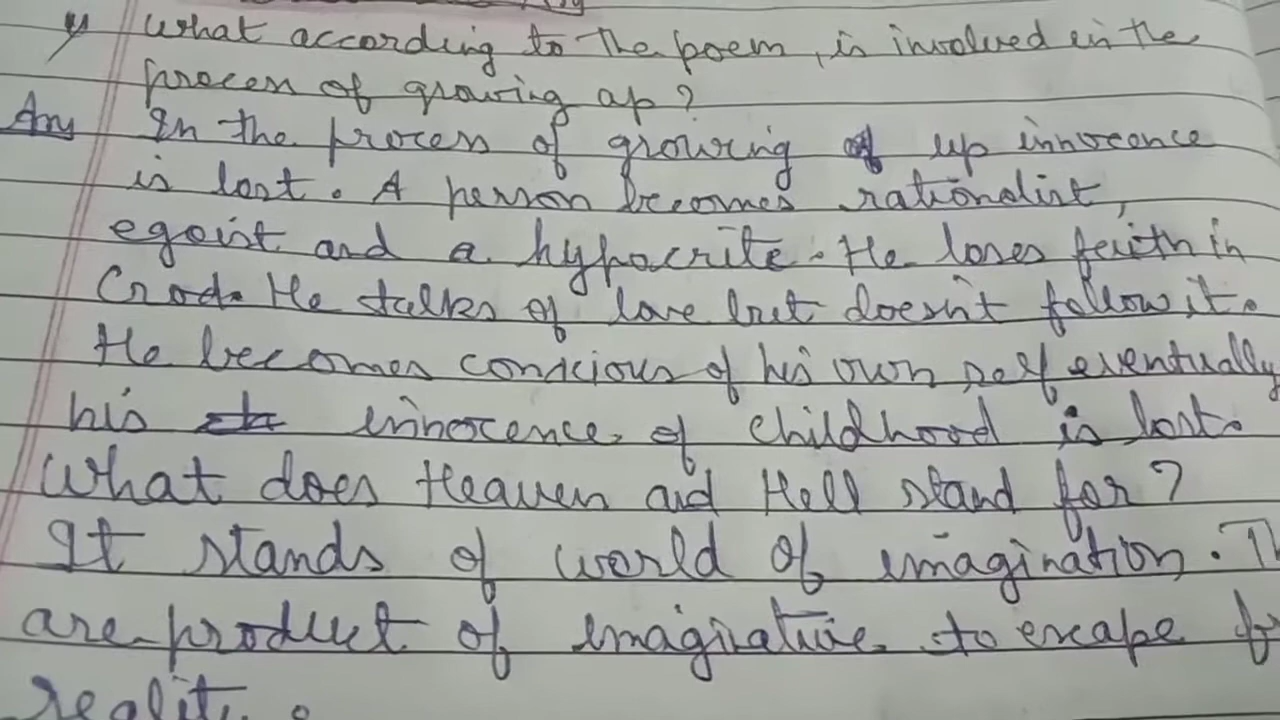 What according to the poem, is involved in the
process of growing up?
Ans In the process of growing up innocence
is lost. A person becomes rationalist,
egoist and a hypocrite. He loses faith in
God. He talks of love but doesn't follow it.
He becomes concious of his own self eventually
his innocence of childhood is lost.
What does Heaven and Hell stand for?
It stands of world of imagination.
are product of imaginative to escape
reality.